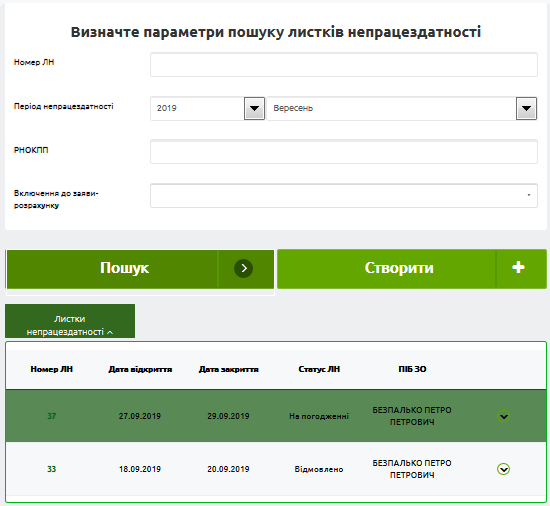 Визначте параметри пошуку листків непрацездатності
Номер ЛН
Період непрацездатності 2019 Вересень
РНОКПП
Включення до заяви-
розрахунку
Пошук Створити
Листки
непрацездатності
Номер ЛН Дата відкриття Дата закриття Статус ЛН ПІБ ЗО
37 27.09.2019 29.09.2019 На погодженні БЕЗПАЛЬКО ПЕТРО
ПЕТРОВИЧ
33 18.09.2019 20.09.2019 Відмовлено БЕЗПАЛЬКО ПЕТРО
ПЕТРОВИЧ